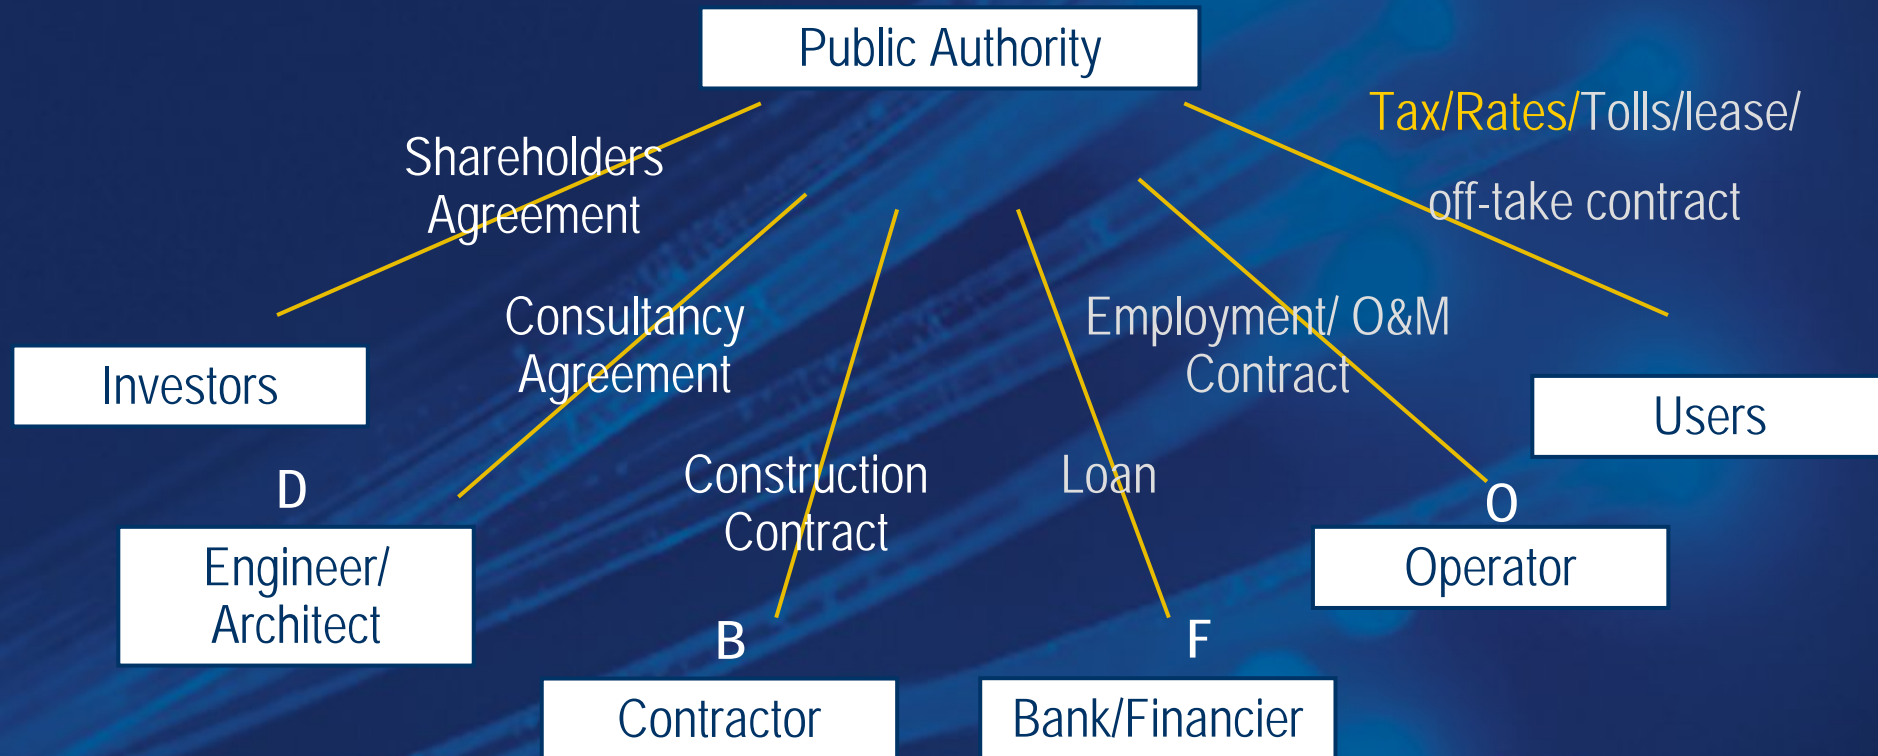 Public Authority
Tax/Rates/Tolls/lease/
off-take contract
Shareholders
Agreement
Consultancy
Agreement
Employment/ O&M
Contract
Investors
Users
Construction
Contract
Loan
D
O
Engineer/
Architect
Operator
B
F
Contractor
Bank/Financier